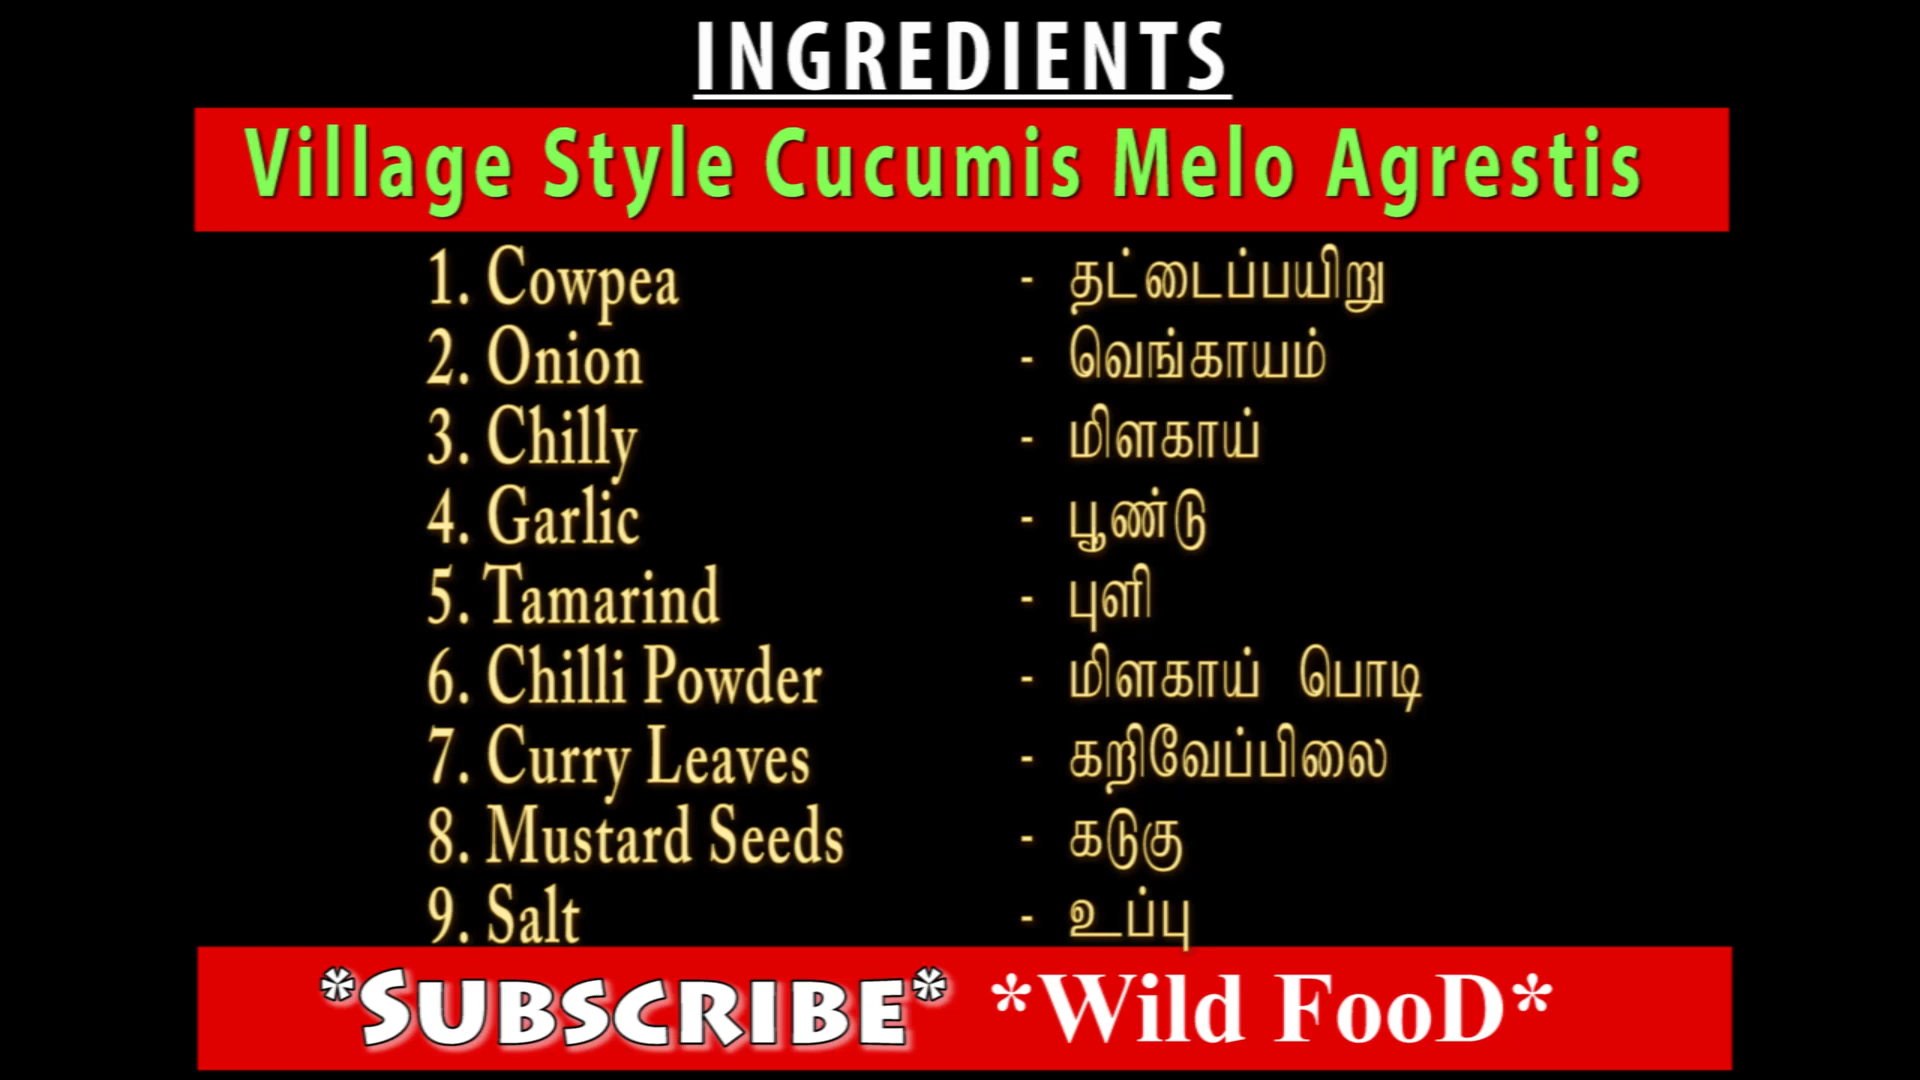 INGREDIENTS
Village Style Cucumis Melo Agrestis
1. Cowpea - தட்டைப்பயிறு
2. Onion - வெங்காயம்
3. Chilly - மிளகாய்
4. Garlic - பூண்டு
5. Tamarind - புளி
6. Chilli Powder - மிளகாய் பொடி
7. Curry Leaves - கறிவேப்பிலை
8. Mustard Seeds - கடுகு
9. Salt - உப்பு
*SUBSCRIBE* *Wild FooD*